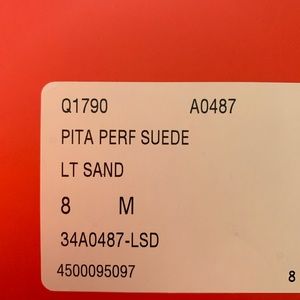 Q1790 A0487
PITA PERF SUEDE
LT SAND
8 M
34A0487-LSD
4500095097
8